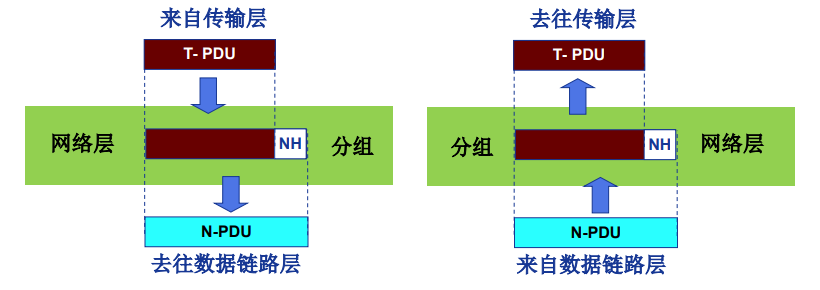 来自传输层
T- PDU
网络层
NH
分组
N-PDU
去往数据链路层
去往传输层
T- PDU
分组
NH
网络层
N-PDU
来自数据链路层